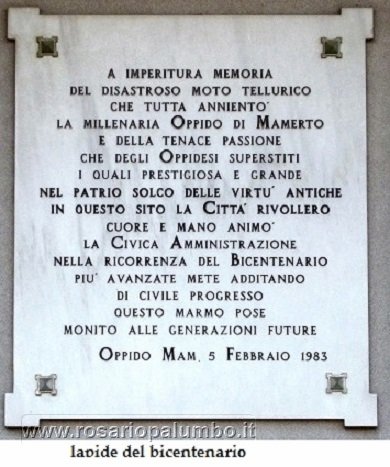 A IMPERITURA MEMORIA
DEL DISASTROSO MOTO TELLURICO
CHE TUTTA ANNIENTO'
LA MILLENARIA OPPIDO DI MAMERTO
E DELLA TENACE PASSIONE
CHE DEGLI OPPIDESI SUPERSTITI
I QUALI PRESTIGIOSA E GRANDE
NEL PATRIO SOLCO DELLE VIRTU' ANTICHE
IN QUESTO SITO LA CITTA' RIVOLLERO
CUORE E MANO ANIMO'
LA CIVICA AMMINISTRAZIONE
NELLA RICORRENZA DEL BICENTENARIO
PIU' AVANZATE METE ADDITANDO
DI CIVILE PROGRESSO
QUESTO MARMO POSE
MONITO ALLE GENERAZIONI FUTURE
OPPIDO MAM. 5 FEBBRAIO 1983
www.rosariopalumbo.it
lapide del bicentenario